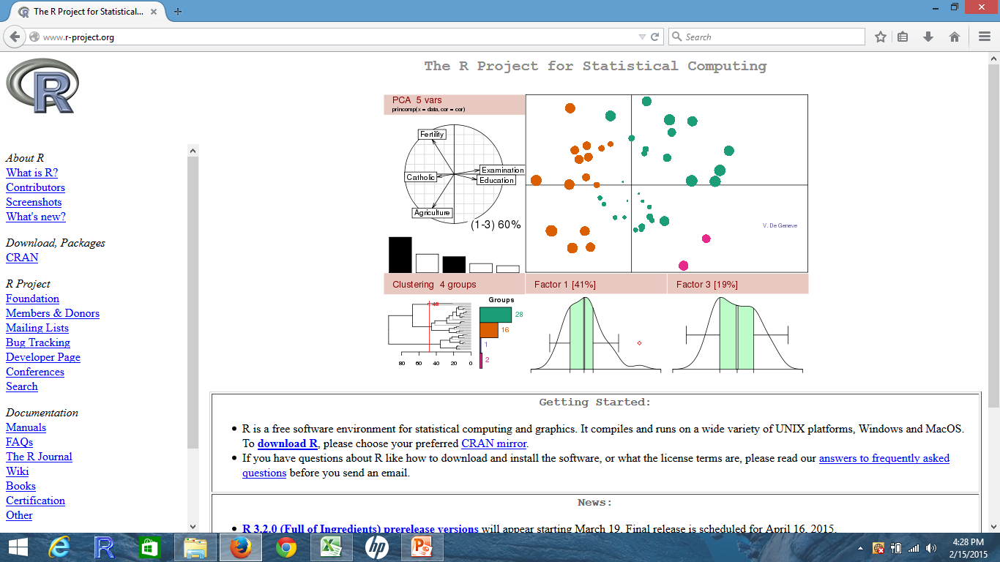 The R Project for Statistical...
www.r-project.org
Search
R
The R Project for Statistical Computing
About R
What is R?
Contributors
Screenshots
What's new?
Download, Packages
CRAN
R Project
Foundation
Members & Donors
Mailing Lists
Bug Tracking
Developer Page
Conferences
Search
Documentation
Manuals
FAQs
The R Journal
Wiki
Books
Certification
Other
PCA 5 vars
princomp(x = data, cor = cor)
Fertility
Examination
Catholic
Education
Agriculture
(1-3) 60%
V. De Geneve
Clustering 4 groups
Factor 1 [41%]
Factor 3 [19%]
Groups
48
28
16
1
2
80 60 40 20 0
Getting Started:
R is a free software environment for statistical computing and graphics. It compiles and runs on a wide variety of UNIX platforms, Windows and MacOS.
To download R, please choose your preferred CRAN mirror.
If you have questions about R like how to download and install the software, or what the license terms are, please read our answers to frequently asked
questions before you send an email.
News:
R 3.2.0 (Full of Ingredients) prerelease versions will appear starting March 19. Final release is scheduled for April 16, 2015.
hp
4:28 PM
2/15/2015